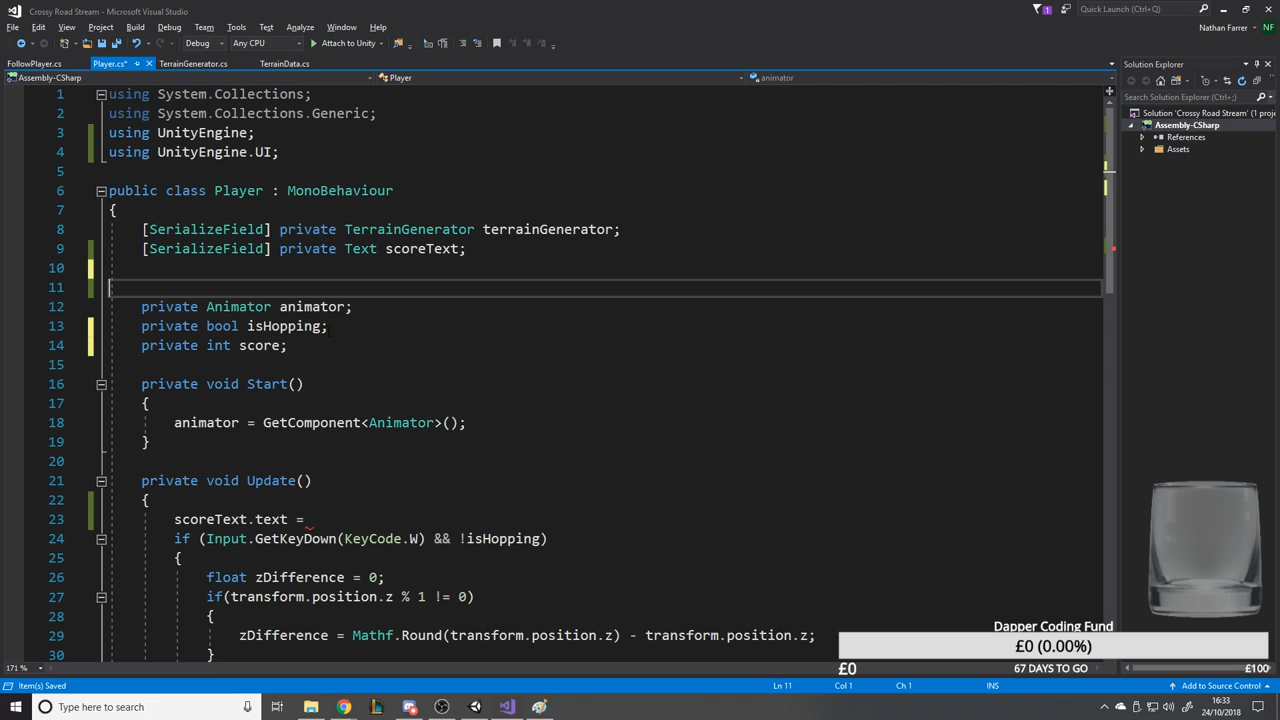 Crossy Road Stream - Microsoft Visual Studio
1
Quick Launch (Ctrl+Q)
File Edit View Project Build Debug Team Tools Test Analyze Window Help
Nathan Farrer NF
Debug Any CPU Attach to Unity
FollowPlayer.cs Player.cs* TerrainGenerator.cs TerrainData.cs
Solution Explorer
Assembly-CSharp Player animator
Search Solution Explorer (Ctrl+;)
Solution 'Crossy Road Stream' (1 proje
Assembly-CSharp
References
Assets
1 using System.Collections;
2 using System.Collections.Generic;
3 using UnityEngine;
4 using UnityEngine.UI;
5
6 public class Player : MonoBehaviour
7 {
8 [SerializeField] private TerrainGenerator terrainGenerator;
9 [SerializeField] private Text scoreText;
10
11
12 private Animator animator;
13 private bool isHopping;
14 private int score;
15
16 private void Start()
17 {
18 animator = GetComponent<Animator>();
19 }
20
21 private void Update()
22 {
23 scoreText.text =
24 if (Input.GetKeyDown(KeyCode.W) && !isHopping)
25 {
26 float zDifference = 0;
27 if(transform.position.z % 1 != 0)
28 {
29 zDifference = Mathf.Round(transform.position.z) - transform.position.z;
30 }
Dapper Coding Fund
£0 (0.00%)
£0 67 DAYS TO GO £100
171 %
Item(s) Saved Ln 11 Col 1 Ch 1 INS Add to Source Control
Type here to search
16:33
24/10/2018